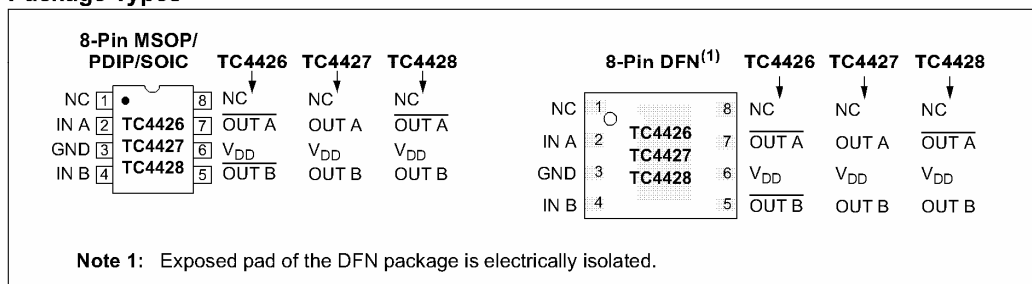 Package Types
8-Pin MSOP/
PDIP/SOIC TC4426 TC4427 TC4428
NC 1 8 NC NC NC
IN A 2 TC4426 7 OUT A OUT A OUT A
GND 3 TC4427 6 VDD VDD VDD
IN B 4 TC4428 5 OUT B OUT B OUT B
8-Pin DFN(1) TC4426 TC4427 TC4428
NC 1 8 NC NC NC
IN A 2 TC4426 7 OUT A OUT A OUT A
TC4427
GND 3 TC4428 6 VDD VDD VDD
IN B 4 5 OUT B OUT B OUT B
Note 1: Exposed pad of the DFN package is electrically isolated.